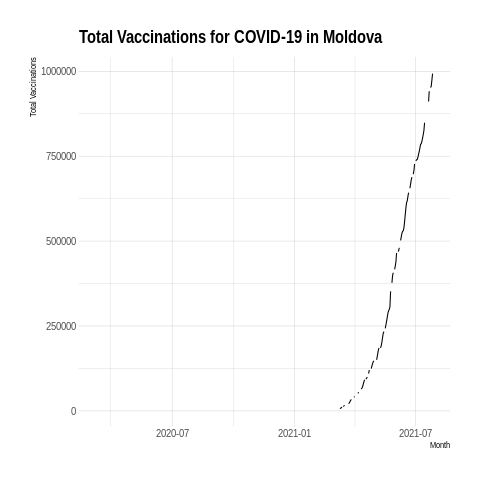 Total Vaccinations for COVID-19 in Moldova
Total Vaccinations
1000000
750000
500000
250000
0
2020-07
2021-01
2021-07
Month